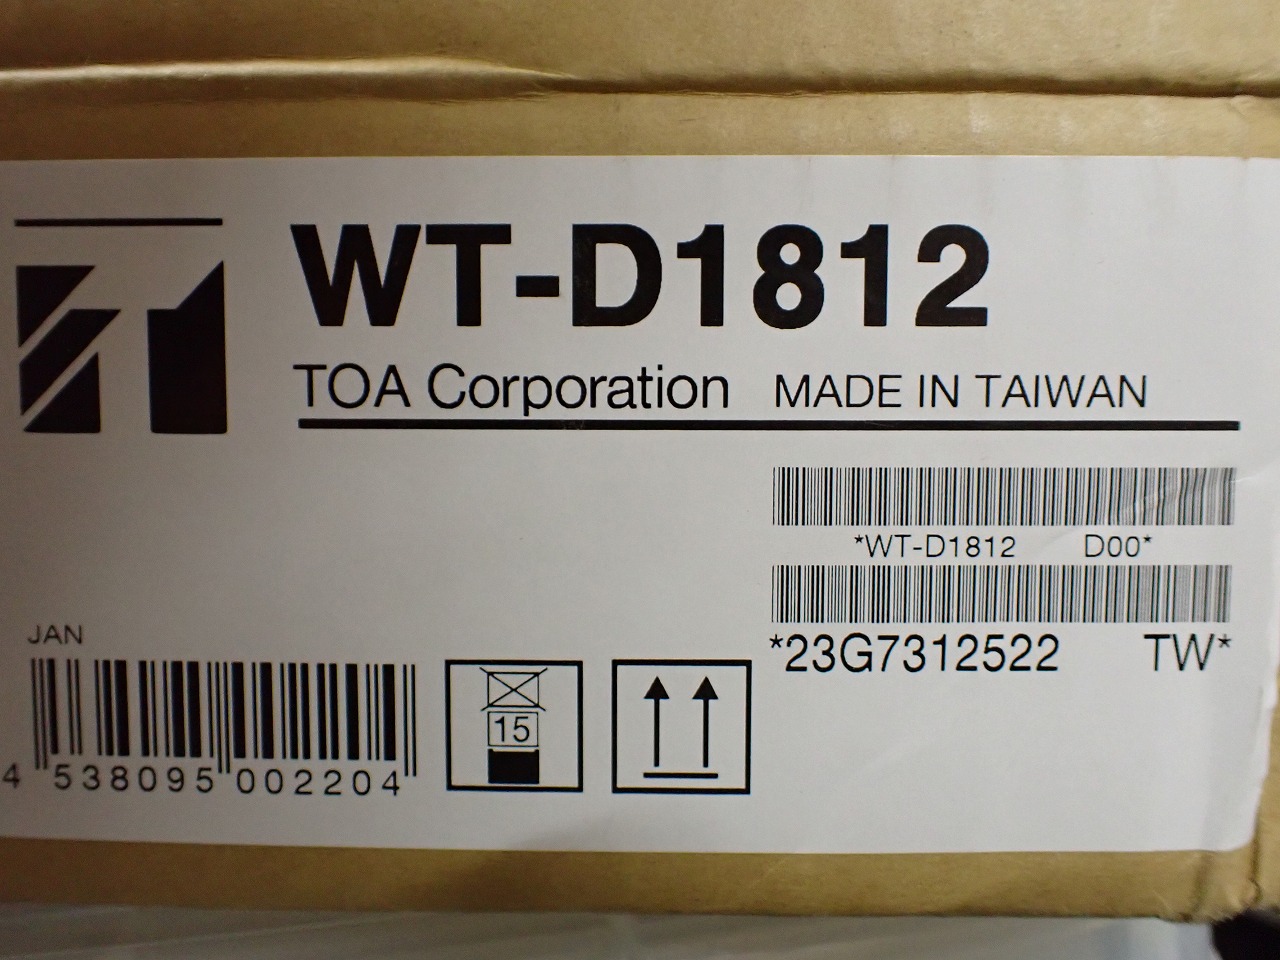 WT-D1812
TOA Corporation MADE IN TAIWAN
*WT-D1812 D00*
*23G7312522 TW*
JAN
15
4 538095 002204